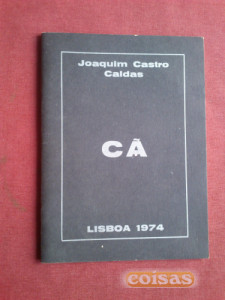 Joaquim Castro
Caldas
CÃ
LISBOA 1974
coisas